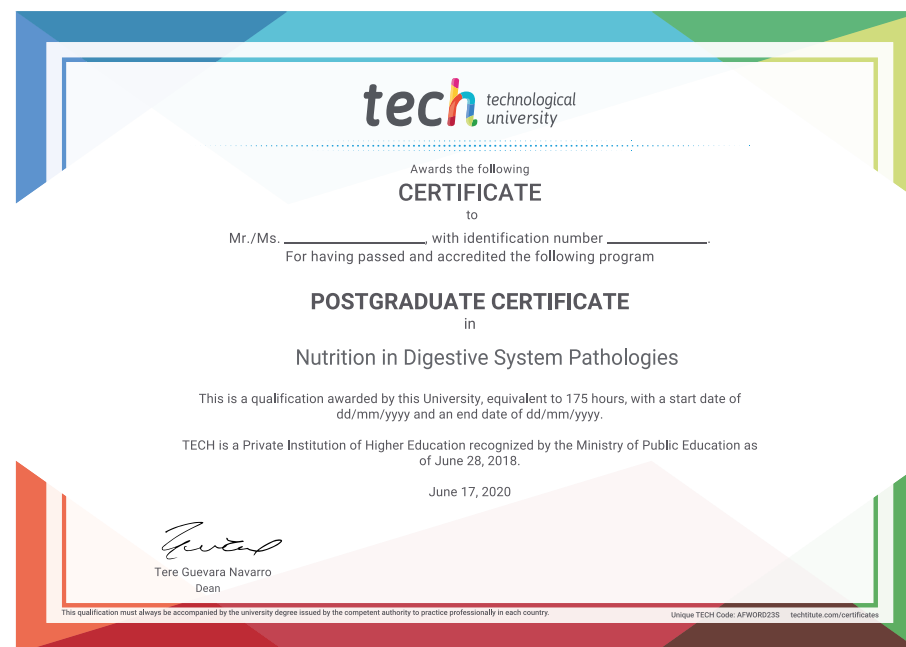 tech technological
university
Awards the following
CERTIFICATE
to
Mr./Ms. ____________________, with identification number ______________.
For having passed and accredited the following program
POSTGRADUATE CERTIFICATE
in
Nutrition in Digestive System Pathologies
This is a qualification awarded by this University, equivalent to 175 hours, with a start date of
dd/mm/yyyy and an end date of dd/mm/yyyy.
TECH is a Private Institution of Higher Education recognized by the Ministry of Public Education as
of June 28, 2018.
June 17, 2020
Tere Guevara Navarro
Dean
This qualification must always be accompanied by the university degree issued by the competent authority to practice professionally in each country.
Unique TECH Code: AFWORD23S techtitute.com/certificates